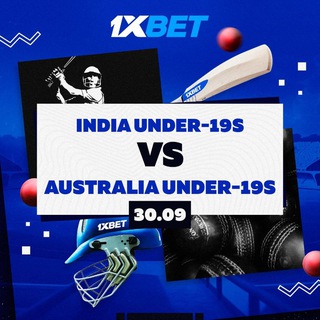 1XBET
1XBET
INDIA UNDER-19S
VS
AUSTRALIA UNDER-19S
30.09
1XBET